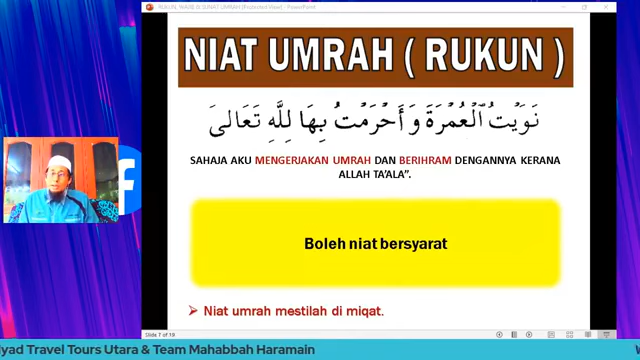 RUKUN, WAJIB & SUNAT UMRAH [Protected View] - PowerPoint
NIAT UMRAH ( RUKUN )
نَوَيْتُ الْعُمْرَةَ وَ أَحْرَمْتُ بِهَا لِلَّهِ تَعَالىَ
SAHAJA AKU MENGERJAKAN UMRAH DAN BERIHRAM DENGANNYA KERANA
ALLAH TA'ALA”.
Boleh niat bersyarat
➢ Niat umrah mestilah di miqat.
Slide 7 of 19
yad Travel Tours Utara & Team Mahabbah Haramain